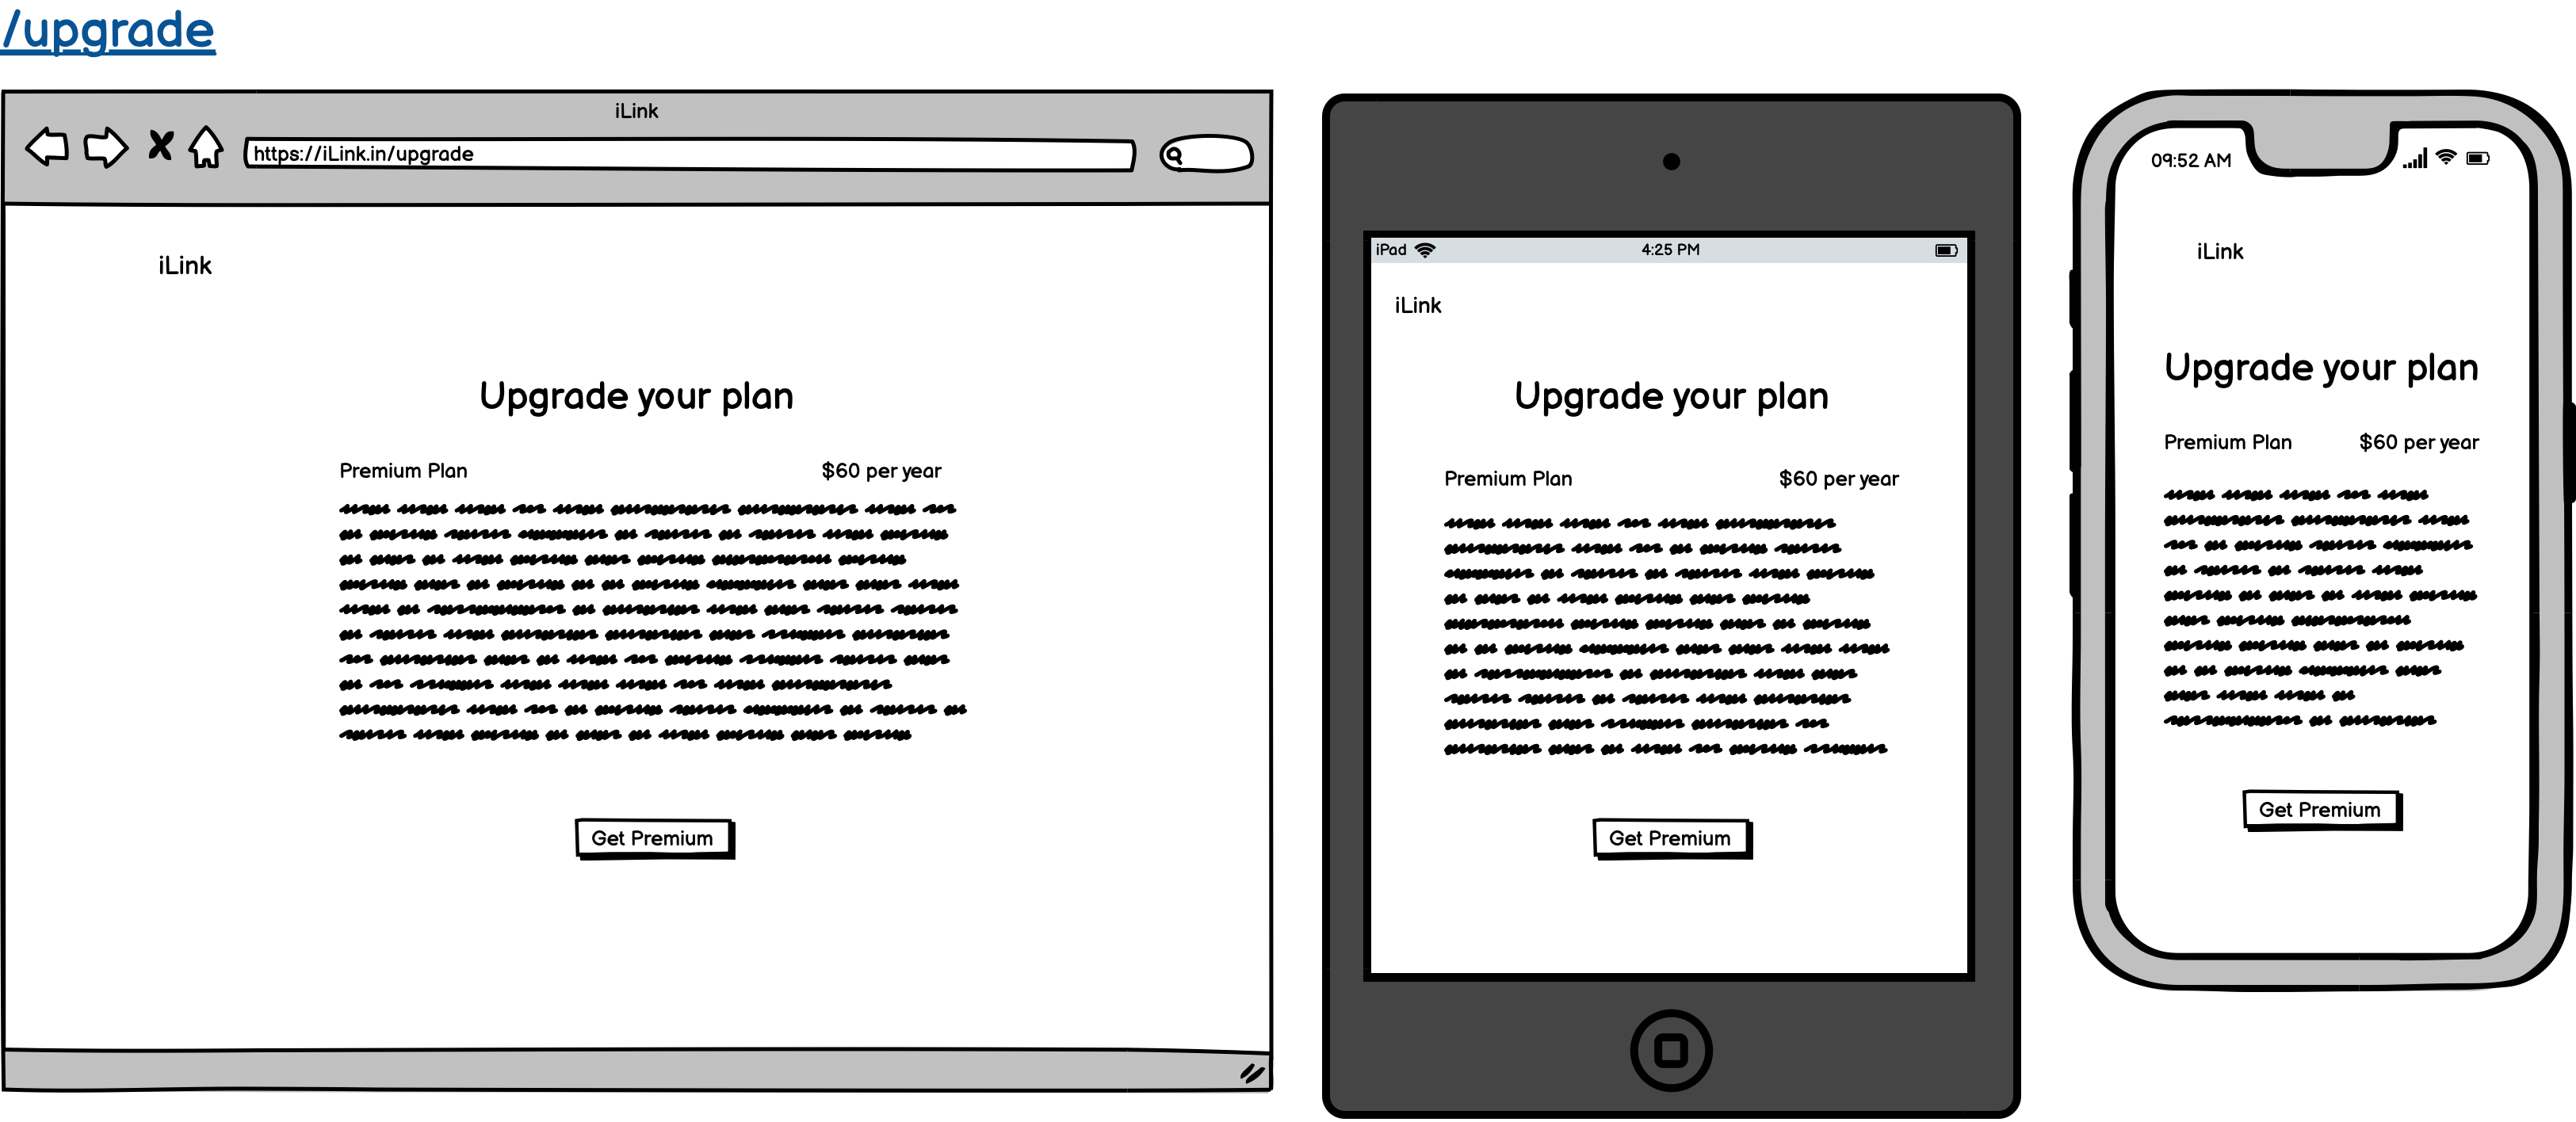 /upgrade
iLink
https://iLink.in/upgrade
iLink
Upgrade your plan
Premium Plan $60 per year
Get Premium
iPad 4:25 PM
iLink
Upgrade your plan
Premium Plan $60 per year
Get Premium
09:52 AM
iLink
Upgrade your plan
Premium Plan $60 per year
Get Premium